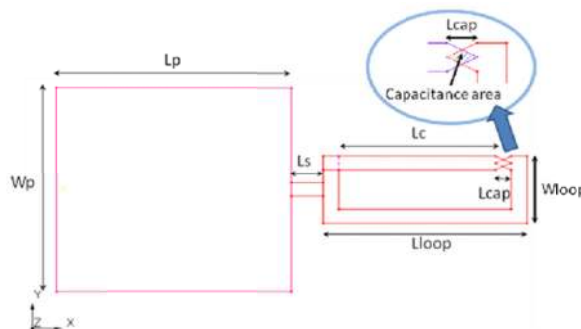 Lcap
Capacitance area
Lp
Lc
Ls
Wp
Lcap
Wloop
Lloop
Y
Z X